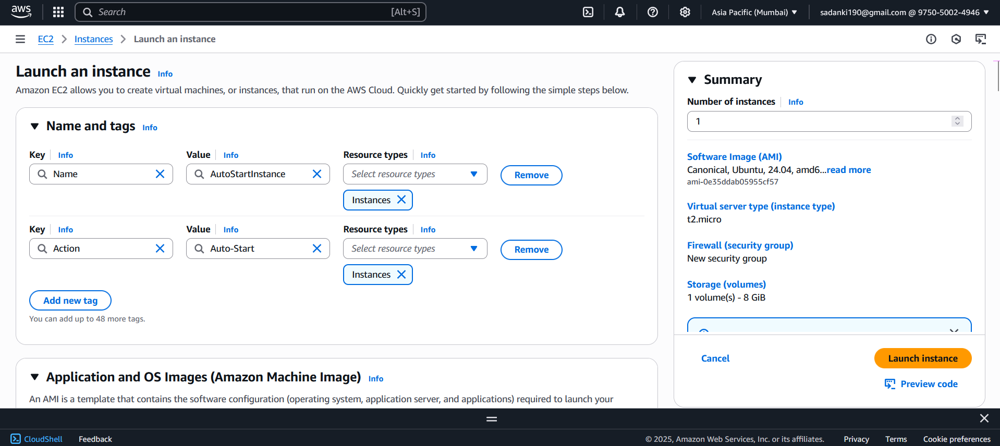 aws
Search [Alt+S]
Asia Pacific (Mumbai)
sadanki190@gmail.com @ 9750-5002-4946
EC2 Instances Launch an instance
Launch an instance Info
Amazon EC2 allows you to create virtual machines, or instances, that run on the AWS Cloud. Quickly get started by following the simple steps below.
Name and tags Info
Key Info Value Info Resource types Info
Name AutoStartInstance Select resource types Remove
Instances
Key Info Value Info Resource types Info
Action Auto-Start Select resource types Remove
Instances
Add new tag
You can add up to 48 more tags.
Application and OS Images (Amazon Machine Image) Info
An AMI is a template that contains the software configuration (operating system, application server, and applications) required to launch your
Summary
Number of instances Info
1
Software Image (AMI)
Canonical, Ubuntu, 24.04, amd6...read more
ami-0e35ddab05955cf57
Virtual server type (instance type)
t2.micro
Firewall (security group)
New security group
Storage (volumes)
1 volume(s) - 8 GiB
Cancel Launch instance
Preview code
CloudShell Feedback © 2025, Amazon Web Services, Inc. or its affiliates. Privacy Terms Cookie preferences